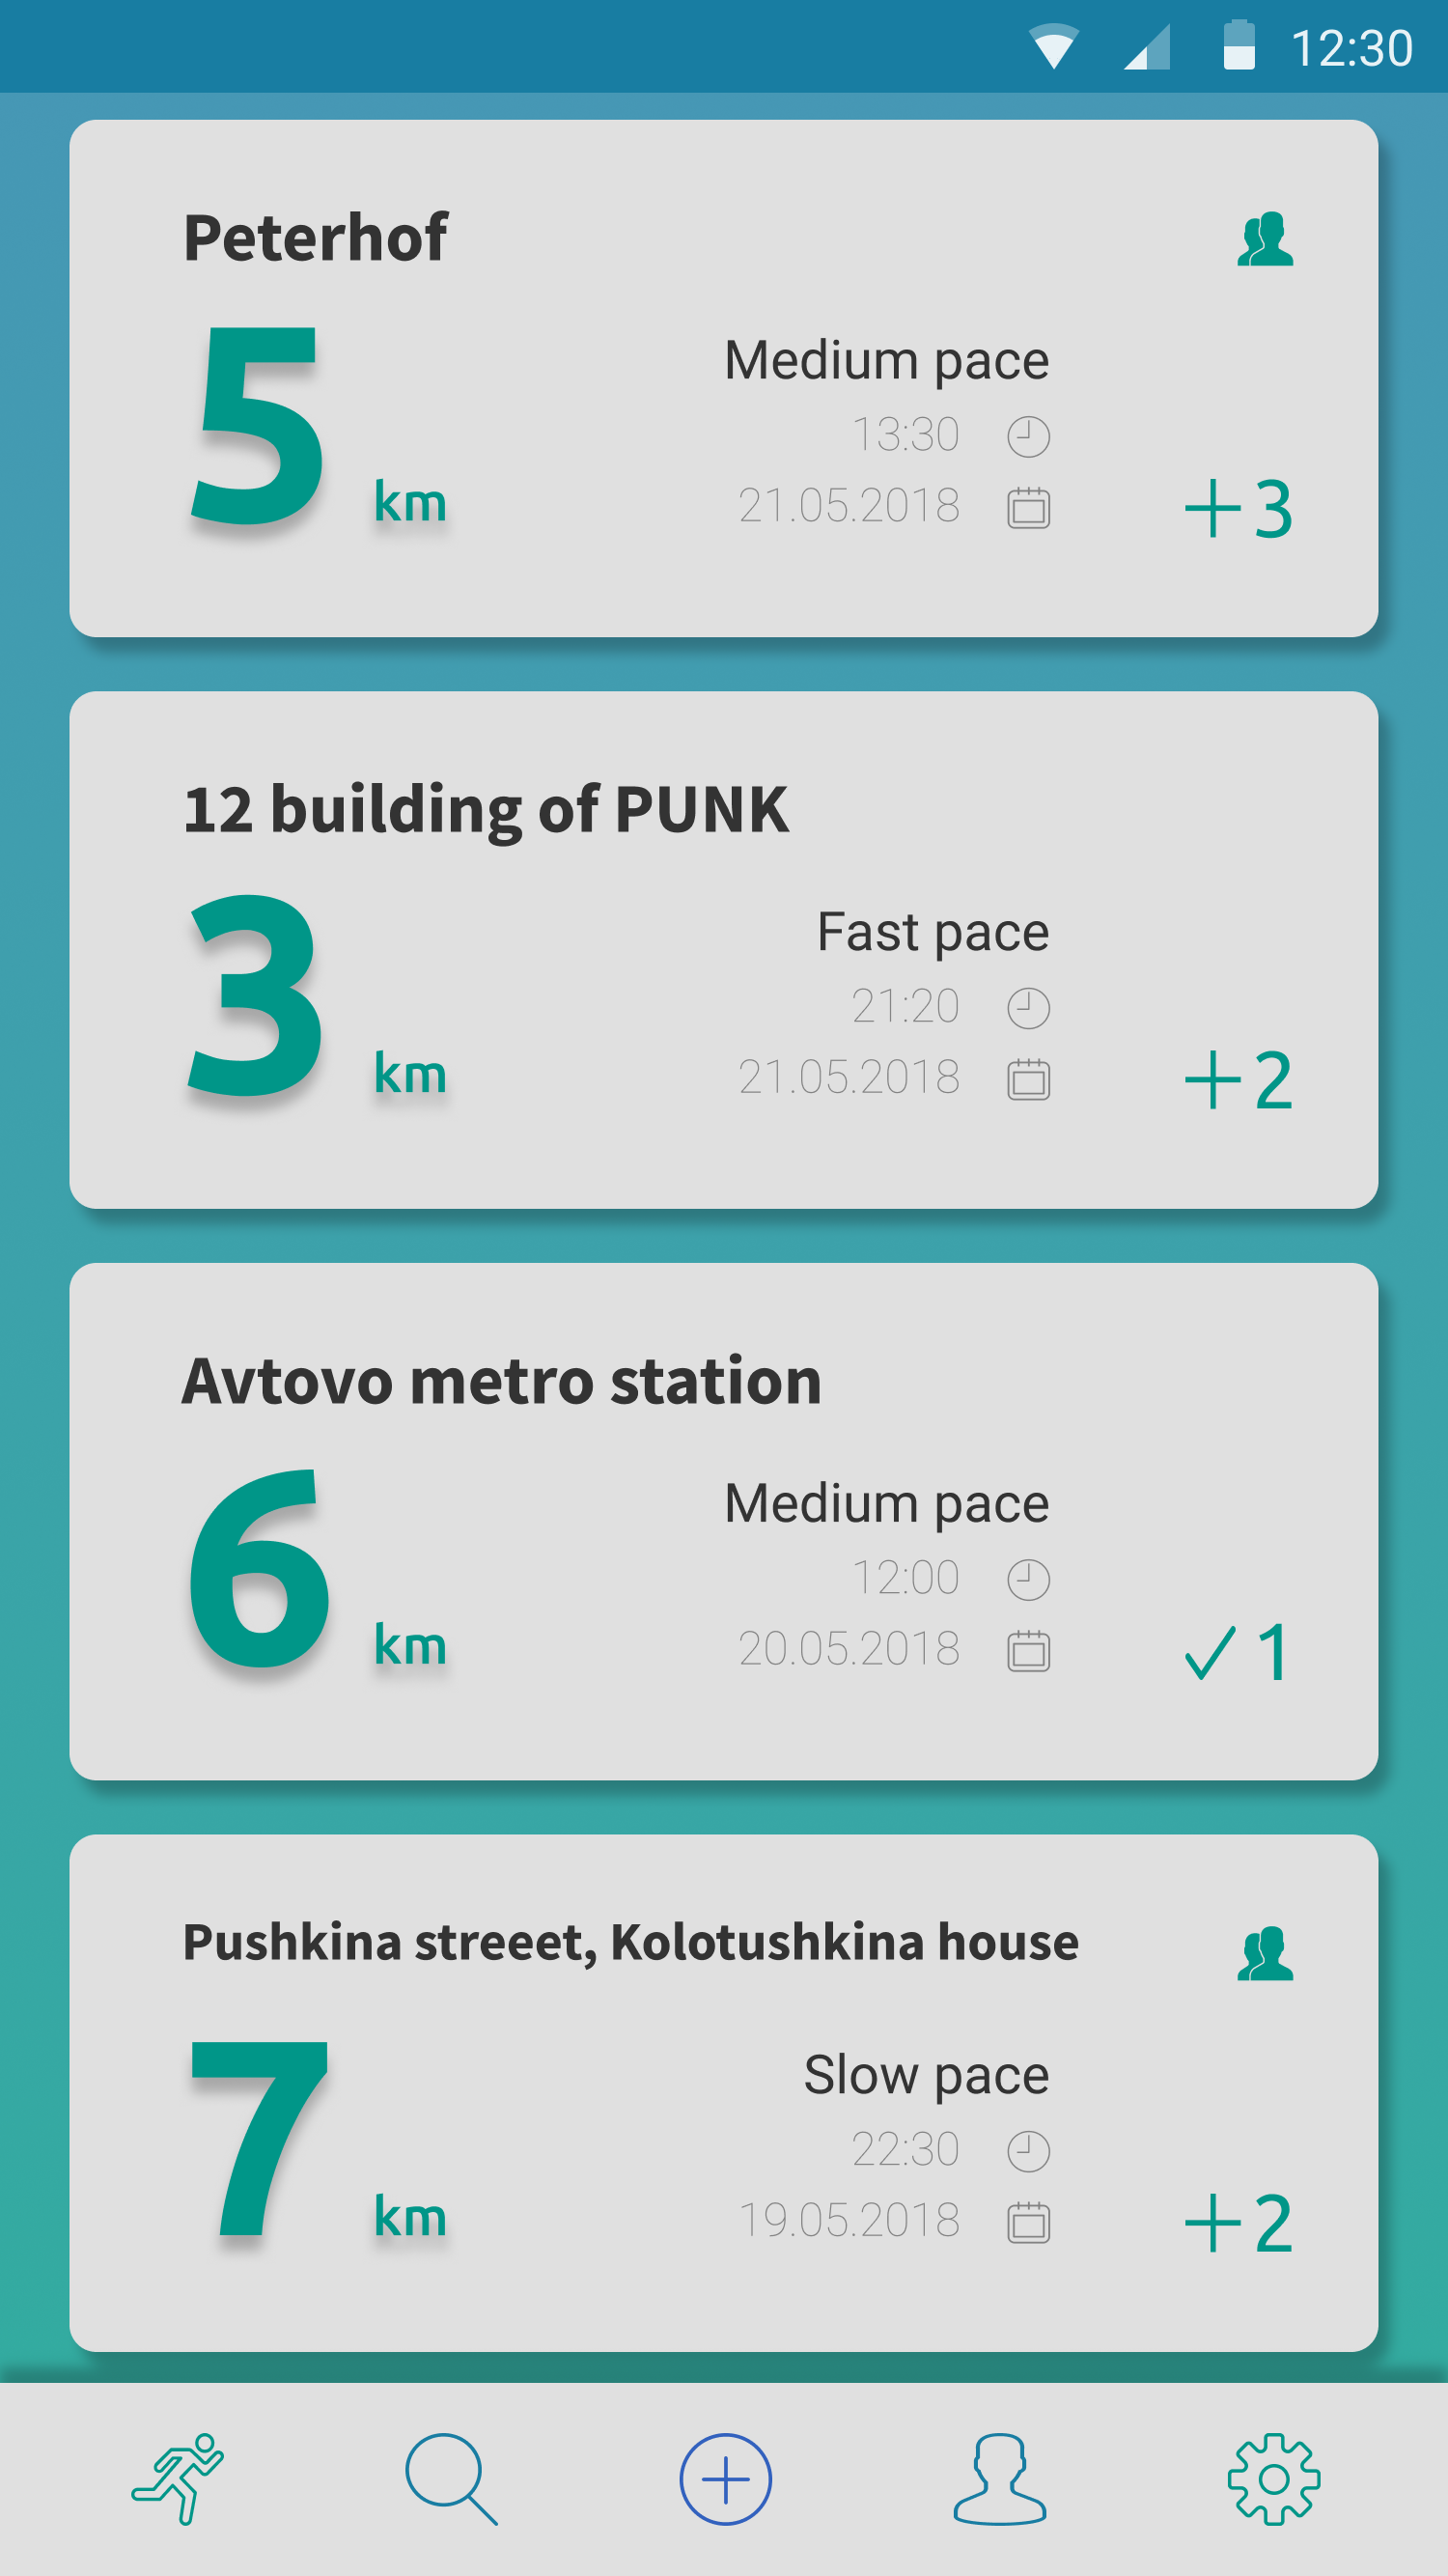 12:30
Peterhof
5 km
Medium pace
13:30
21.05.2018
+3
12 building of PUNK
3 km
Fast pace
21:20
21.05.2018
+2
Avtovo metro station
6 km
Medium pace
12:00
20.05.2018
✓1
Pushkina streeet, Kolotushkina house
7 km
Slow pace
22:30
19.05.2018
+2